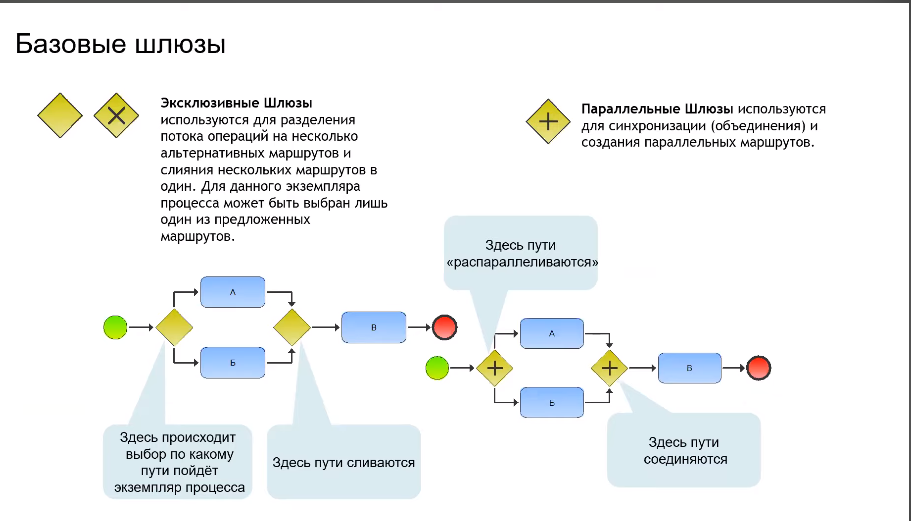 Базовые шлюзы
Эксклюзивные Шлюзы
используются для разделения
потока операций на несколько
альтернативных маршрутов и
слияния нескольких маршрутов в
один. Для данного экземпляра
процесса может быть выбран лишь
один из предложенных
маршрутов.
Параллельные Шлюзы используются
для синхронизации (объединения) и
создания параллельных маршрутов.
Здесь пути
«распараллеливаются»
А
Б
В
А
Б
В
Здесь происходит
выбор по какому
пути пойдёт
экземпляр процесса
Здесь пути сливаются
Здесь пути
соединяются